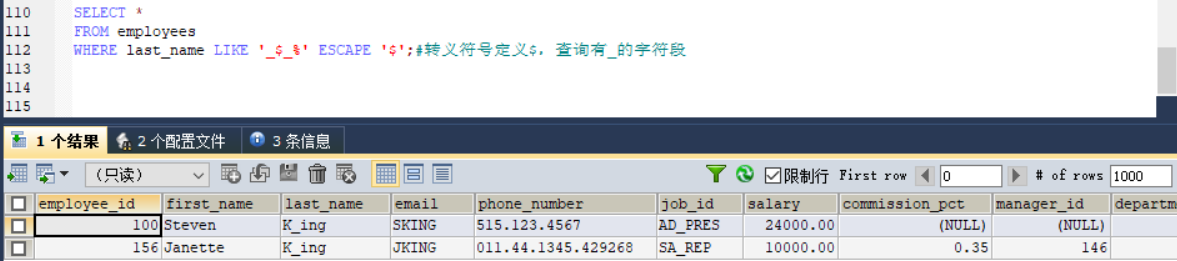 110 SELECT *
111 FROM employees
112 WHERE last_name LIKE '_$_%' ESCAPE '$';#转义符号定义$，查询有_的字符段
113
114
115
1 个结果 2 个配置文件 3 条信息
（只读） 限制行 First row 0 # of rows 1000
employee_id first_name last_name email phone_number job_id salary commission_pct manager_id departm
100 Steven K_ing SKING 515.123.4567 AD_PRES 24000.00 (NULL) (NULL)
156 Janette K_ing JKING 011.44.1345.429268 SA_REP 10000.00 0.35 146